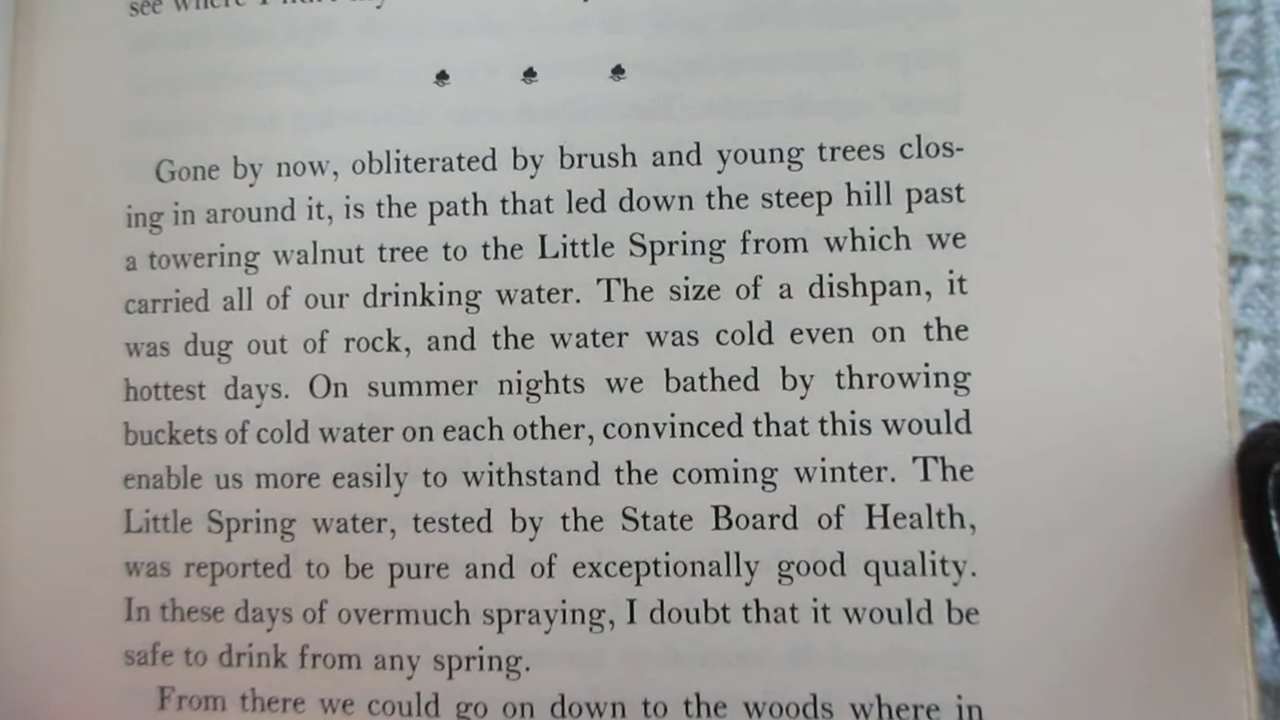 see where I
Gone by now, obliterated by brush and young trees clos-
ing in around it, is the path that led down the steep hill past
a towering walnut tree to the Little Spring from which we
carried all of our drinking water. The size of a dishpan, it
was dug out of rock, and the water was cold even on the
hottest days. On summer nights we bathed by throwing
buckets of cold water on each other, convinced that this would
enable us more easily to withstand the coming winter. The
Little Spring water, tested by the State Board of Health,
was reported to be pure and of exceptionally good quality.
In these days of overmuch spraying, I doubt that it would be
safe to drink from any spring.
From there we could go on down to the woods where in